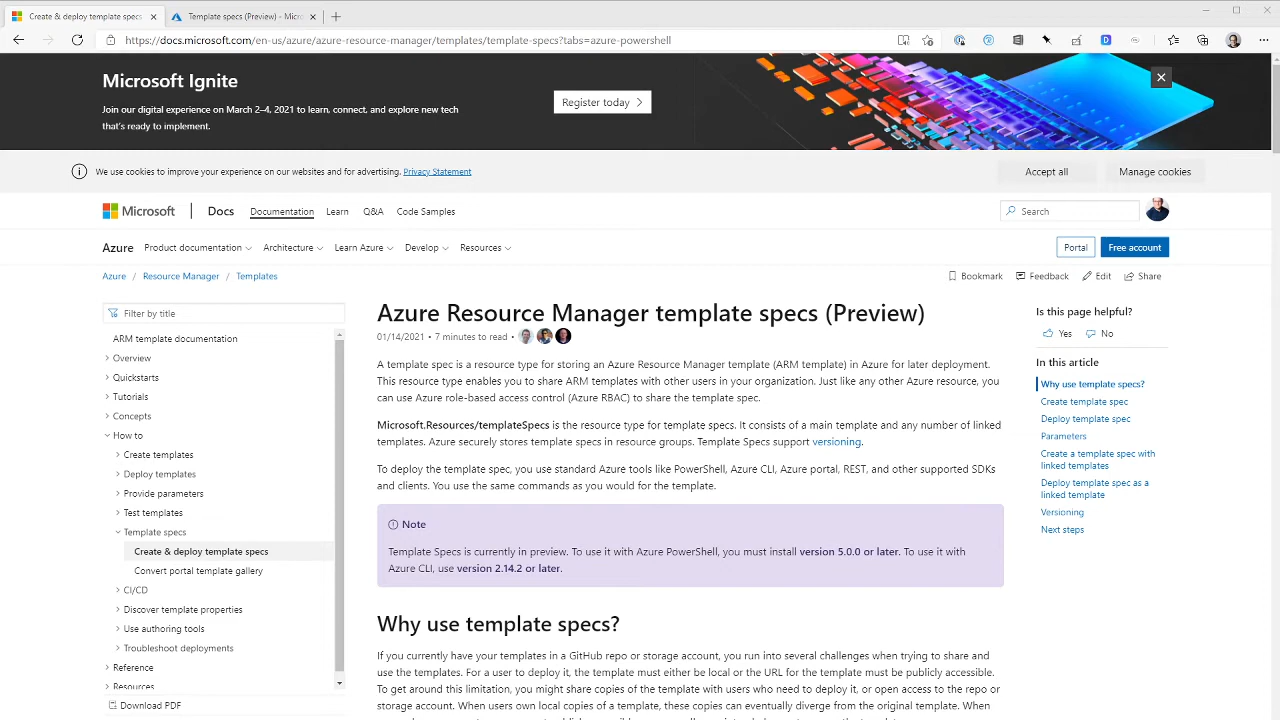 Create & deploy template specs
Template specs (Preview) - Micro
https://docs.microsoft.com/en-us/azure/azure-resource-manager/templates/template-specs?tabs=azure-powershell
Microsoft Ignite
Join our digital experience on March 2–4, 2021 to learn, connect, and explore new tech
that's ready to implement.
Register today
We use cookies to improve your experience on our websites and for advertising. Privacy Statement
Accept all
Manage cookies
Microsoft
Docs
Documentation
Learn
Q&A
Code Samples
Search
Azure
Product documentation
Architecture
Learn Azure
Develop
Resources
Portal
Free account
Azure / Resource Manager / Templates
Bookmark
Feedback
Edit
Share
Filter by title
ARM template documentation
Overview
Quickstarts
Tutorials
Concepts
How to
Create templates
Deploy templates
Provide parameters
Test templates
Template specs
Create & deploy template specs
Convert portal template gallery
CI/CD
Discover template properties
Use authoring tools
Troubleshoot deployments
Reference
Resources
Download PDF
Azure Resource Manager template specs (Preview)
01/14/2021 • 7 minutes to read •
A template spec is a resource type for storing an Azure Resource Manager template (ARM template) in Azure for later deployment.
This resource type enables you to share ARM templates with other users in your organization. Just like any other Azure resource, you
can use Azure role-based access control (Azure RBAC) to share the template spec.
Microsoft.Resources/templateSpecs is the resource type for template specs. It consists of a main template and any number of linked
templates. Azure securely stores template specs in resource groups. Template Specs support versioning.
To deploy the template spec, you use standard Azure tools like PowerShell, Azure CLI, Azure portal, REST, and other supported SDKs
and clients. You use the same commands as you would for the template.
Note
Template Specs is currently in preview. To use it with Azure PowerShell, you must install version 5.0.0 or later. To use it with
Azure CLI, use version 2.14.2 or later.
Why use template specs?
If you currently have your templates in a GitHub repo or storage account, you run into several challenges when trying to share and
use the templates. For a user to deploy it, the template must either be local or the URL for the template must be publicly accessible.
To get around this limitation, you might share copies of the template with users who need to deploy it, or open access to the repo or
storage account. When users own local copies of a template, these copies can eventually diverge from the original template. When
Is this page helpful?
Yes
No
In this article
Why use template specs?
Create template spec
Deploy template spec
Parameters
Create a template spec with
linked templates
Deploy template spec as a
linked template
Versioning
Next steps